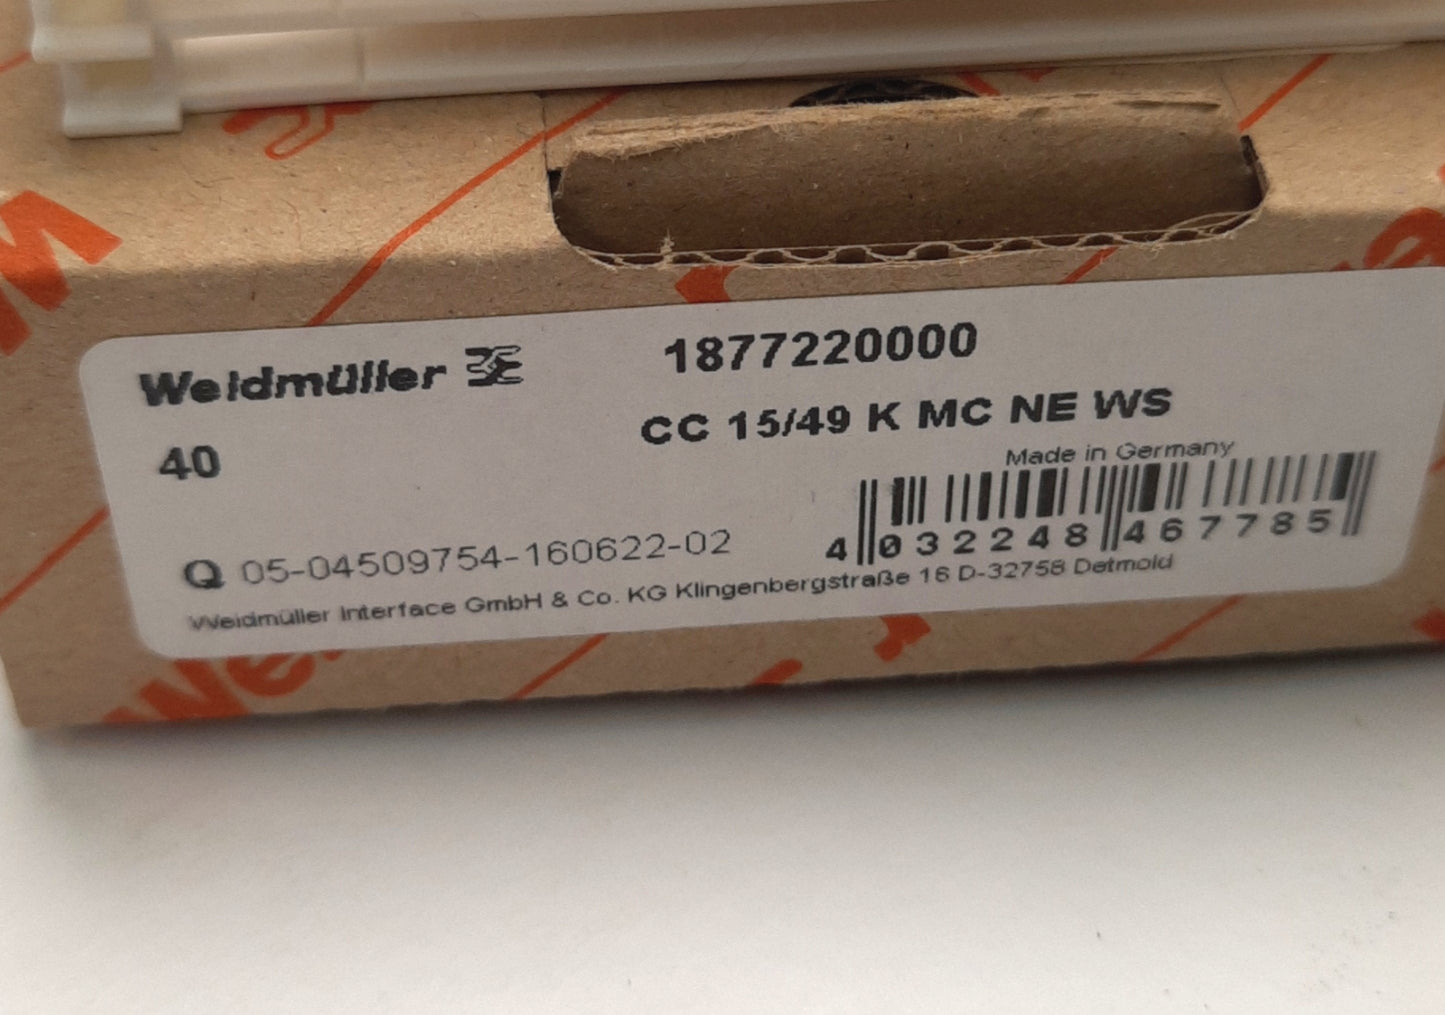 Weidmüller
1877220000
CC 15/49 K MC NE WS
40
Made in Germany
4 032248 467785
Q 05-04509754-160622-02
Weidmüller Interface GmbH & Co. KG Klingenbergstraße 16 D-32758 Detmold